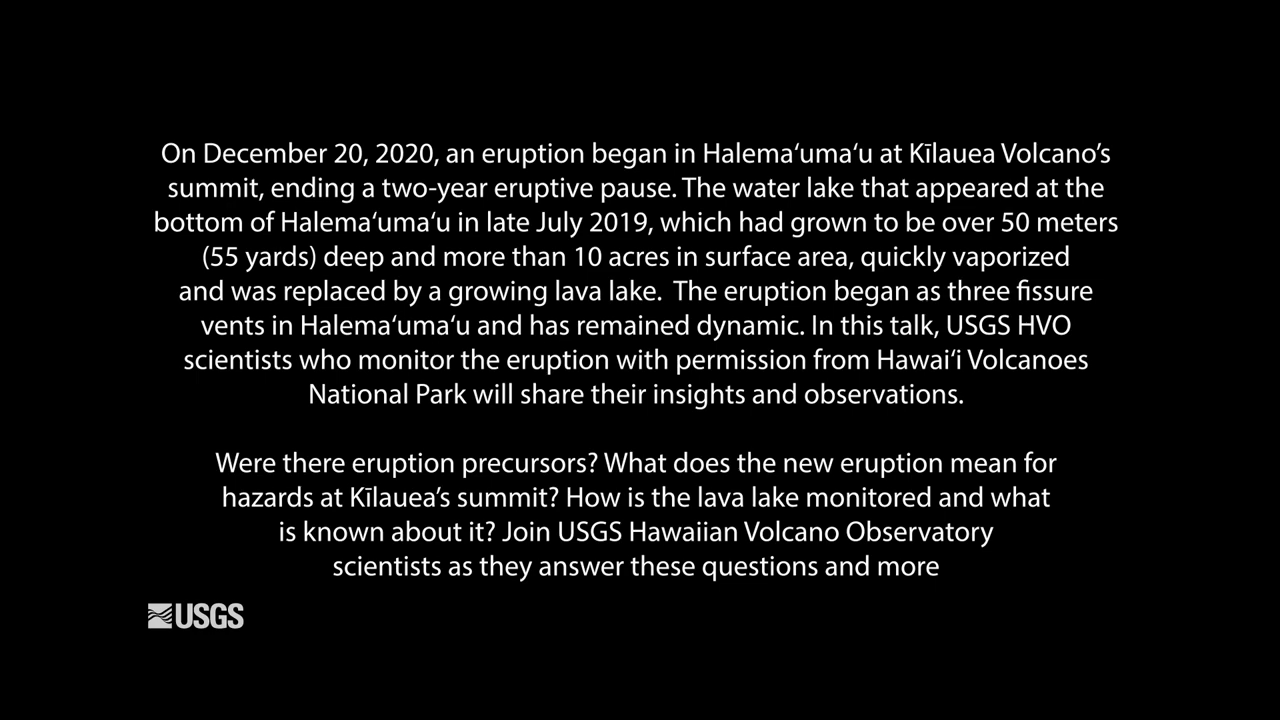 On December 20, 2020, an eruption began in Halema‘uma‘u at Kīlauea Volcano’s
summit, ending a two-year eruptive pause. The water lake that appeared at the
bottom of Halema‘uma‘u in late July 2019, which had grown to be over 50 meters
(55 yards) deep and more than 10 acres in surface area, quickly vaporized
and was replaced by a growing lava lake.  The eruption began as three fissure
vents in Halema‘uma‘u and has remained dynamic. In this talk, USGS HVO
scientists who monitor the eruption with permission from Hawai‘i Volcanoes
National Park will share their insights and observations.
Were there eruption precursors? What does the new eruption mean for
hazards at Kīlauea’s summit? How is the lava lake monitored and what
is known about it? Join USGS Hawaiian Volcano Observatory
scientists as they answer these questions and more
USGS